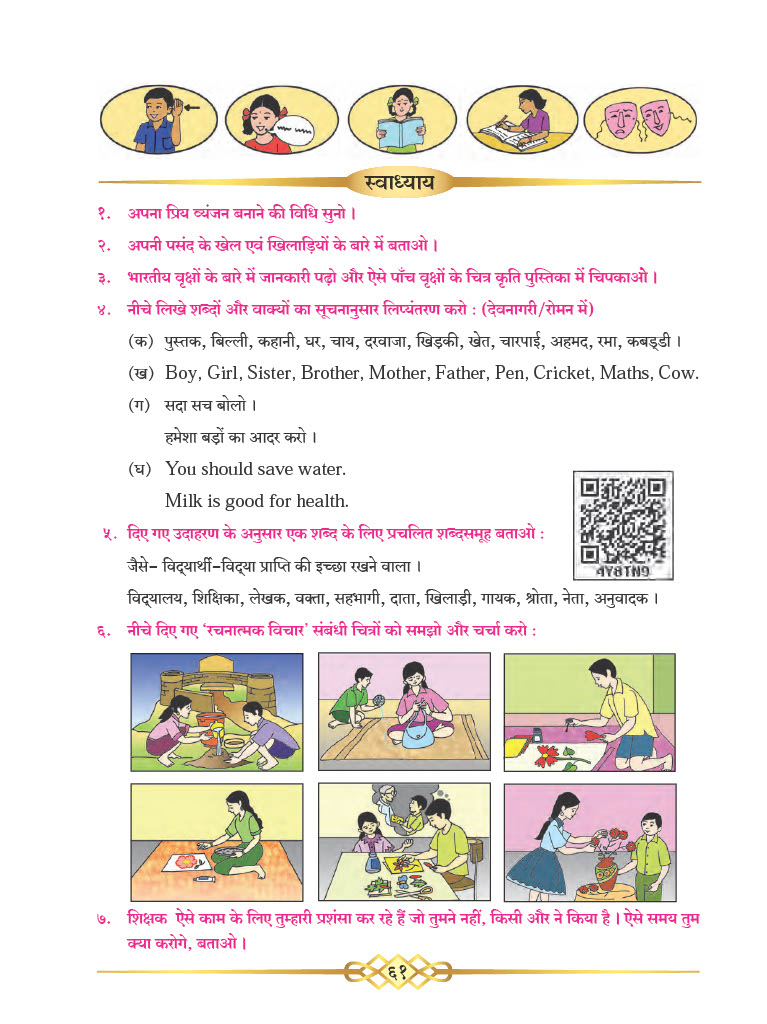 स्वाध्याय
१. अपना प्रिय व्यंजन बनाने की विधि सुनो ।
२. अपनी पसंद के खेल एवं खिलाड़ियों के बारे में बताओ ।
३. भारतीय वृक्षों के बारे में जानकारी पढ़ो और ऐसे पाँच वृक्षों के चित्र कृति पुस्तिका में चिपकाओ ।
४. नीचे लिखे शब्दों और वाक्यों का सूचनानुसार लिप्यंतरण करो : (देवनागरी/रोमन में)
(क) पुस्तक, बिल्ली, कहानी, घर, चाय, दरवाजा, खिड़की, खेत, चारपाई, अहमद, रमा, कबड्डी ।
(ख) Boy, Girl, Sister, Brother, Mother, Father, Pen, Cricket, Maths, Cow.
(ग) सदा सच बोलो ।
हमेशा बड़ों का आदर करो ।
(घ) You should save water.
Milk is good for health.
4Y8TN9
५. दिए गए उदाहरण के अनुसार एक शब्द के लिए प्रचलित शब्दसमूह बताओ :
जैसे- विद्यार्थी-विद्या प्राप्ति की इच्छा रखने वाला ।
विद्यालय, शिक्षिका, लेखक, वक्ता, सहभागी, दाता, खिलाड़ी, गायक, श्रोता, नेता, अनुवादक ।
६. नीचे दिए गए ‘रचनात्मक विचार’ संबंधी चित्रों को समझो और चर्चा करो :
७. शिक्षक ऐसे काम के लिए तुम्हारी प्रशंसा कर रहे हैं जो तुमने नहीं, किसी और ने किया है । ऐसे समय तुम
क्या करोगे, बताओ ।
६१